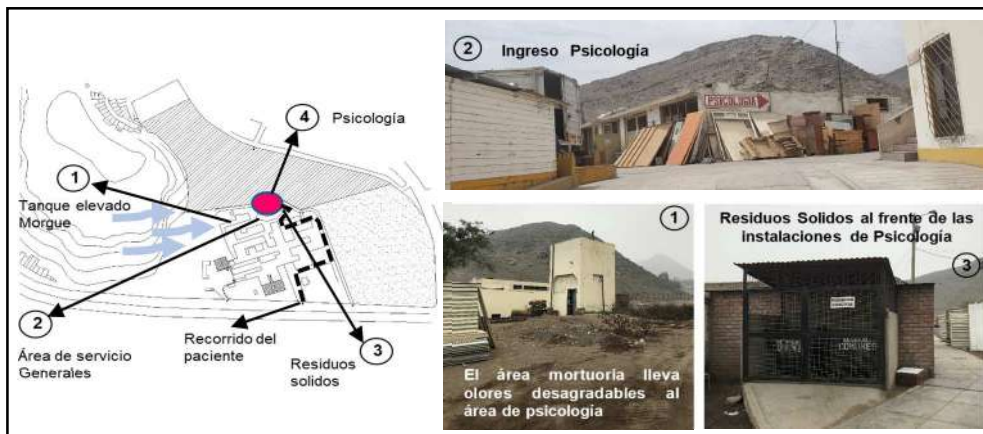 4
Psicología
1
Tanque elevado
Morgue
2
Área de servicio
Generales
Recorrido del
paciente
3
Residuos
solidos
2 Ingreso Psicología
PSICOLOGIA
1
El área mortuoria lleva
olores desagradables al
área de psicología
Residuos Solidos al frente de las
instalaciones de Psicología
3
COMUNES